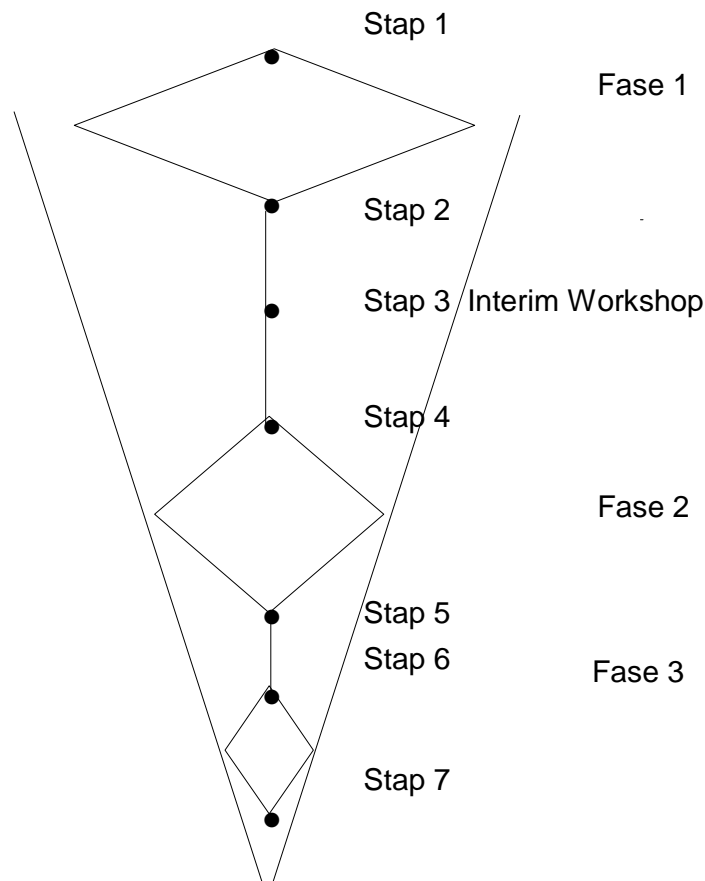 Stap 1
Fase 1
Stap 2
-
Stap 3 Interim Workshop
Stap 4
Fase 2
Stap 5
Stap 6
Fase 3
Stap 7